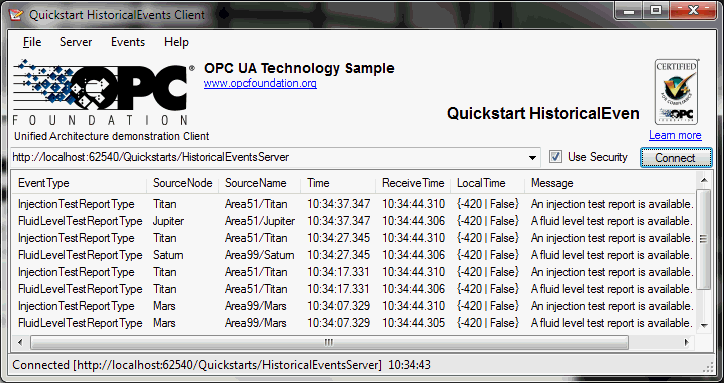 Quickstart HistoricalEvents Client
File Server Events Help
OPC
®
FOUNDATION
Unified Architecture demonstration Client
OPC UA Technology Sample
www.opcfoundation.org
Quickstart HistoricalEven
CERTIFIED
FOR COMPLIANCE
OPC
FOUNDATION
Learn more
http://localhost:62540/Quickstarts/HistoricalEventsServer Use Security Connect
EventType SourceNode SourceName Time ReceiveTime LocalTime Message
InjectionTestReportType Titan Area51/Titan 10:34:37.347 10:34:44.310 {-420 | False} An injection test report is available.
FluidLevelTestReportType Jupiter Area51/Jupiter 10:34:37.347 10:34:44.306 {-420 | False} A fluid level test report is available.
InjectionTestReportType Titan Area51/Titan 10:34:27.345 10:34:44.310 {-420 | False} An injection test report is available.
FluidLevelTestReportType Saturn Area99/Saturn 10:34:27.345 10:34:44.306 {-420 | False} A fluid level test report is available.
InjectionTestReportType Titan Area51/Titan 10:34:17.331 10:34:44.310 {-420 | False} An injection test report is available.
FluidLevelTestReportType Titan Area51/Titan 10:34:17.331 10:34:44.306 {-420 | False} A fluid level test report is available.
InjectionTestReportType Mars Area99/Mars 10:34:07.329 10:34:44.310 {-420 | False} An injection test report is available.
FluidLevelTestReportType Mars Area99/Mars 10:34:07.329 10:34:44.305 {-420 | False} A fluid level test report is available.
Connected [http://localhost:62540/Quickstarts/HistoricalEventsServer] 10:34:43